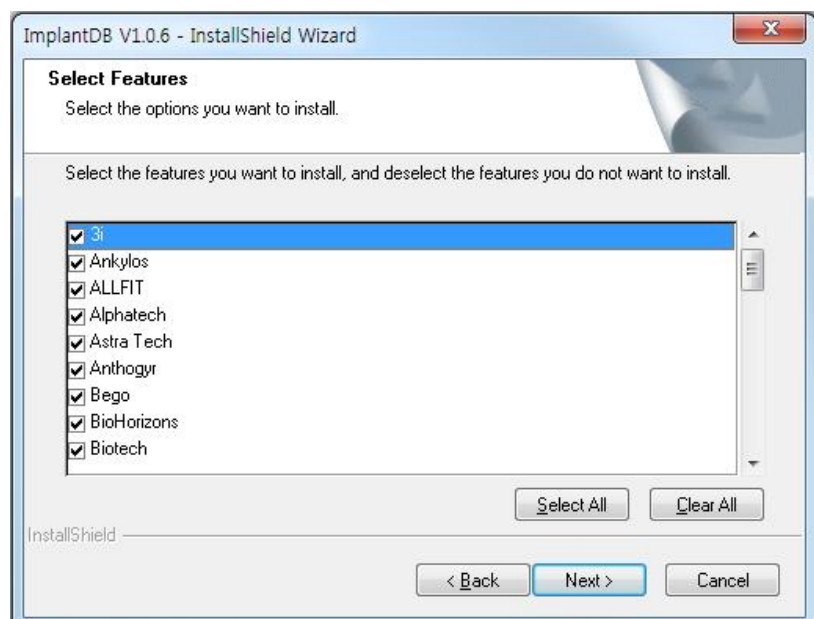 ImplantDB V1.0.6 - InstallShield Wizard
Select Features
Select the options you want to install.
Select the features you want to install, and deselect the features you do not want to install.
3i
Ankylos
ALLFIT
Alphatech
Astra Tech
Anthogyr
Bego
BioHorizons
Biotech
Select All Clear All
InstallShield
< Back Next > Cancel